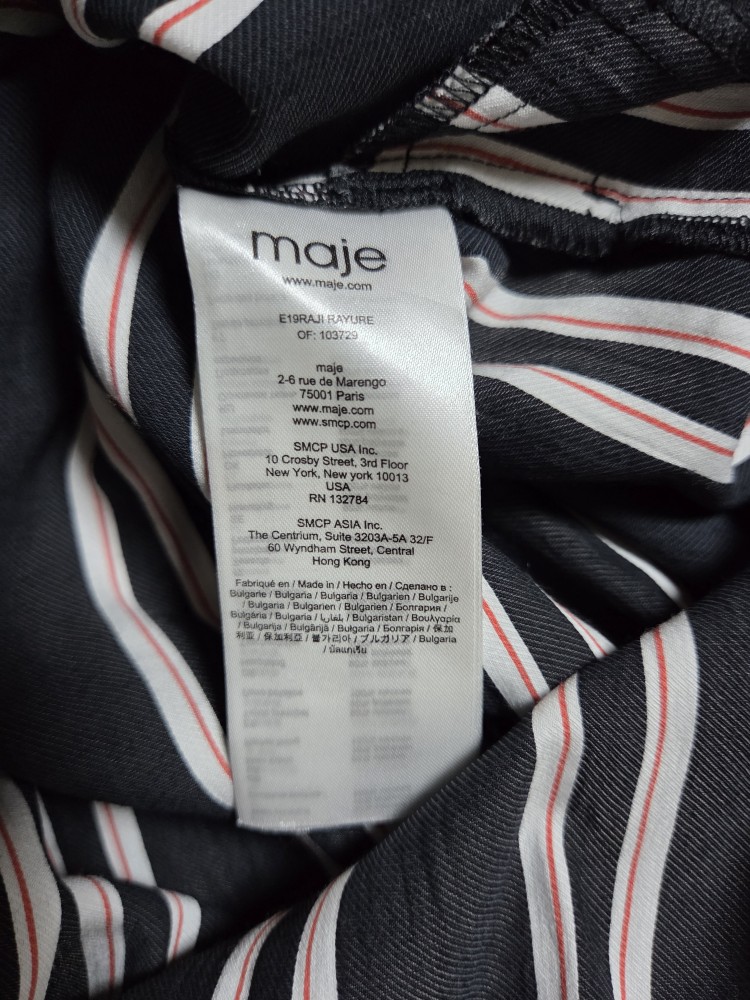 maje
www.maje.com
E19RAJI RAYURE
OF: 103729
maje
2-6 rue de Marengo
75001 Paris
www.maje.com
www.smcp.com
SMCP USA Inc.
10 Crosby Street, 3rd Floor
New York, New york 10013
USA
RN 132784
SMCP ASIA Inc.
The Centrium, Suite 3203A-5A 32/F
60 Wyndham Street, Central
Hong Kong
Fabriqué en / Made in / Hecho en / Сделано в :
Bulgarie / Bulgaria / Bulgaria / Bulgarien / Bulgarije
/ Bulgaria / Bulgarien / Bulgarien / Болгария /
Bulgária / Bulgaria / بلغاريا / Bulgaristan / Βουλγαρία
/ Bulgarija / Bulgārijā / Bulgaria / Болгарія / 保加
利亚 / 保加利亞 / 불가리아 / ブルガリア / Bulgaria
/ บัลแกเรีย